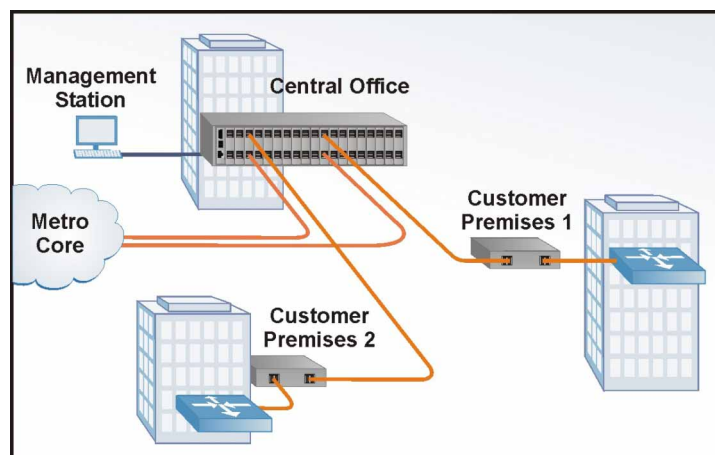 Management
Station
Central Office
Metro
Core
Customer
Premises 1
Customer
Premises 2